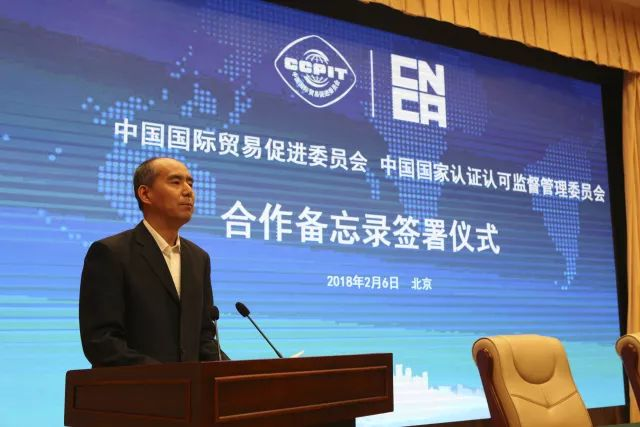 CCPIT
CN
CA
中国国际贸易促进委员会 中国国家认证认可监督管理委员会
合作备忘录签署仪式
2018年2月6日 北京